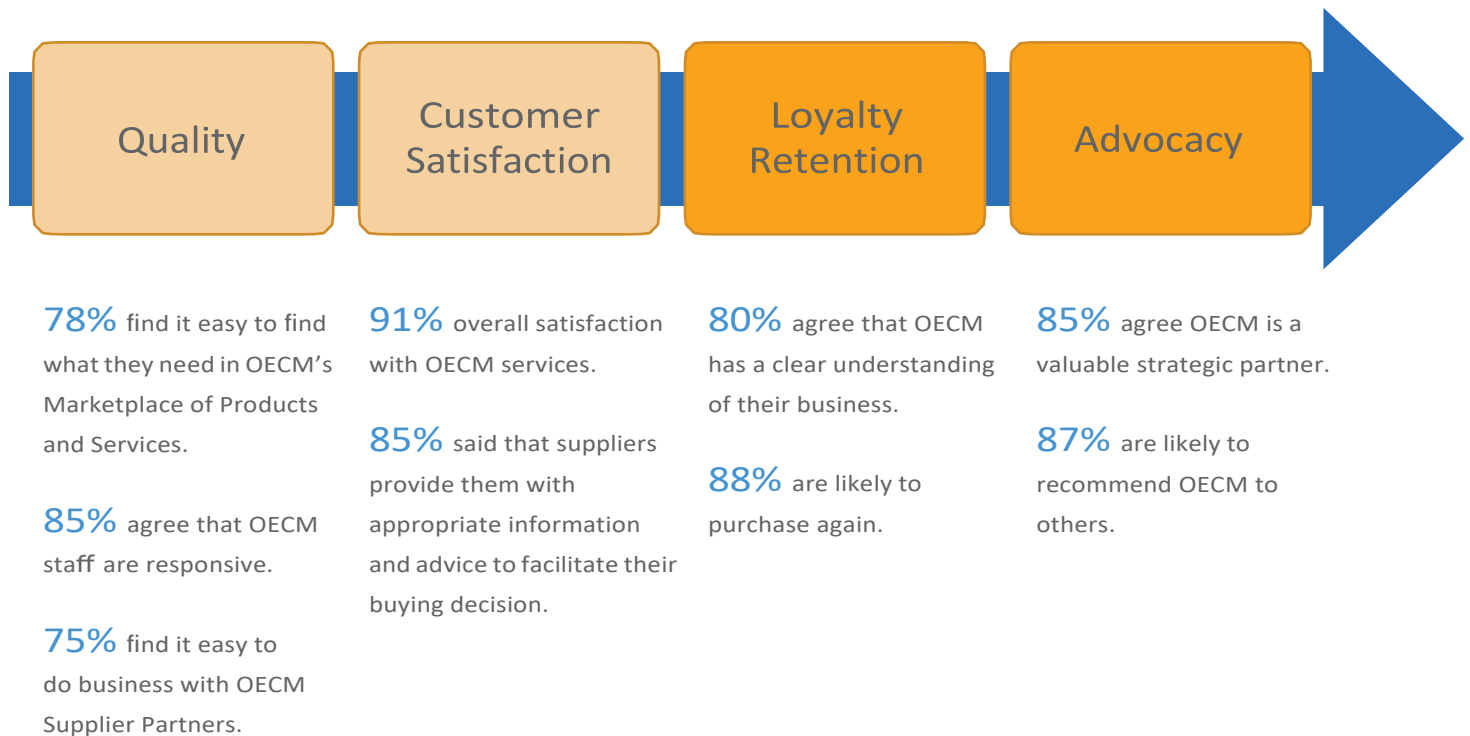 Quality
Customer
Satisfaction
Loyalty
Retention
Advocacy
78% find it easy to find
what they need in OECM’s
Marketplace of Products
and Services.
85% agree that OECM
staff are responsive.
75% find it easy to
do business with OECM
Supplier Partners.
91% overall satisfaction
with OECM services.
85% said that suppliers
provide them with
appropriate information
and advice to facilitate their
buying decision.
80% agree that OECM
has a clear understanding
of their business.
88% are likely to
purchase again.
85% agree OECM is a
valuable strategic partner.
87% are likely to
recommend OECM to
others.